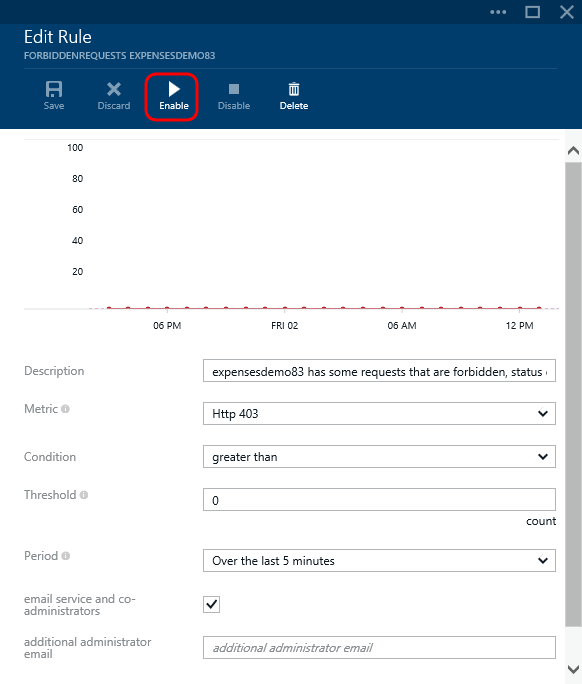 Edit Rule
FORBIDDENREQUESTS EXPENSESDEMO83
Save Discard Enable Disable Delete
100
80
60
40
20
06 PM FRI 02 06 AM 12 PM
Description expensesdemo83 has some requests that are forbidden, status
Metric Http 403
Condition greater than
Threshold 0
count
Period Over the last 5 minutes
email service and co-
administrators
additional administrator
email additional administrator email